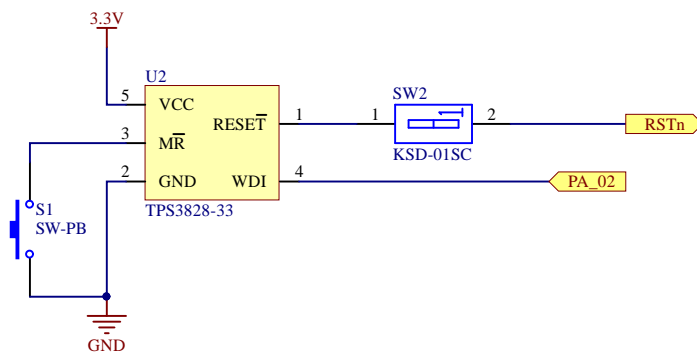 3.3V
U2
5 VCC
3 MR
2 GND
RESET 1
WDI 4
TPS3828-33
SW2
1 2
KSD-01SC
RSTn
PA_02
S1
SW-PB
GND